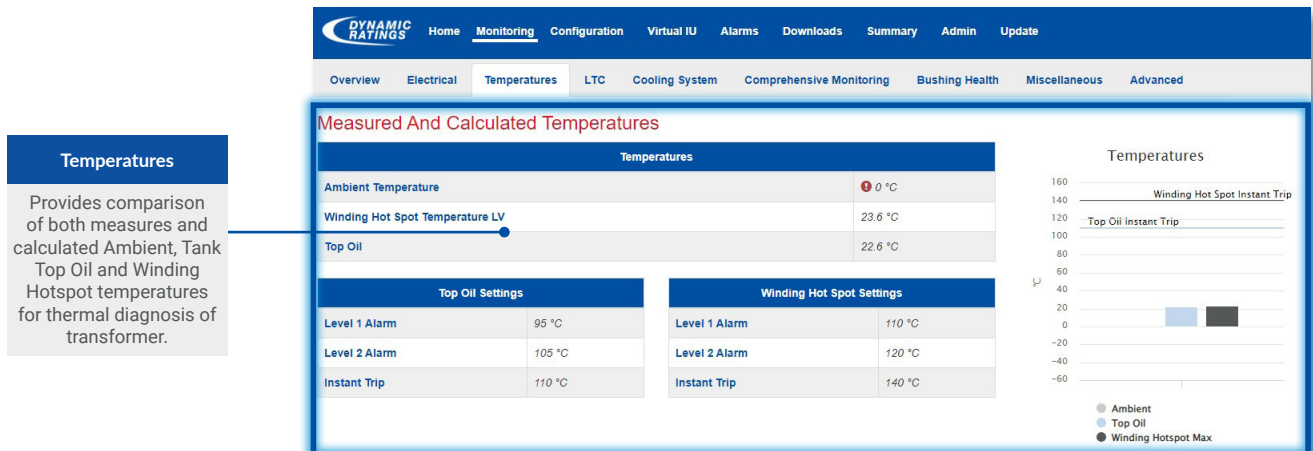 DYNAMIC
RATINGS
Home Monitoring Configuration Virtual IU Alarms Downloads Summary Admin Update
Overview Electrical Temperatures LTC Cooling System Comprehensive Monitoring Bushing Health Miscellaneous Advanced
Temperatures
Provides comparison
of both measures and
calculated Ambient, Tank
Top Oil and Winding
Hotspot temperatures
for thermal diagnosis of
transformer.
Measured And Calculated Temperatures
Temperatures
Ambient Temperature 0 °C
Winding Hot Spot Temperature LV 23.6 °C
Top Oil 22.6 °C
Top Oil Settings
Level 1 Alarm 95 °C
Level 2 Alarm 105 °C
Instant Trip 110 °C
Winding Hot Spot Settings
Level 1 Alarm 110 °C
Level 2 Alarm 120 °C
Instant Trip 140 °C
Temperatures
°C
160
140
120
100
80
60
40
20
0
−20
−40
−60
Winding Hot Spot Instant Trip
Top Oil Instant Trip
Ambient
Top Oil
Winding Hotspot Max